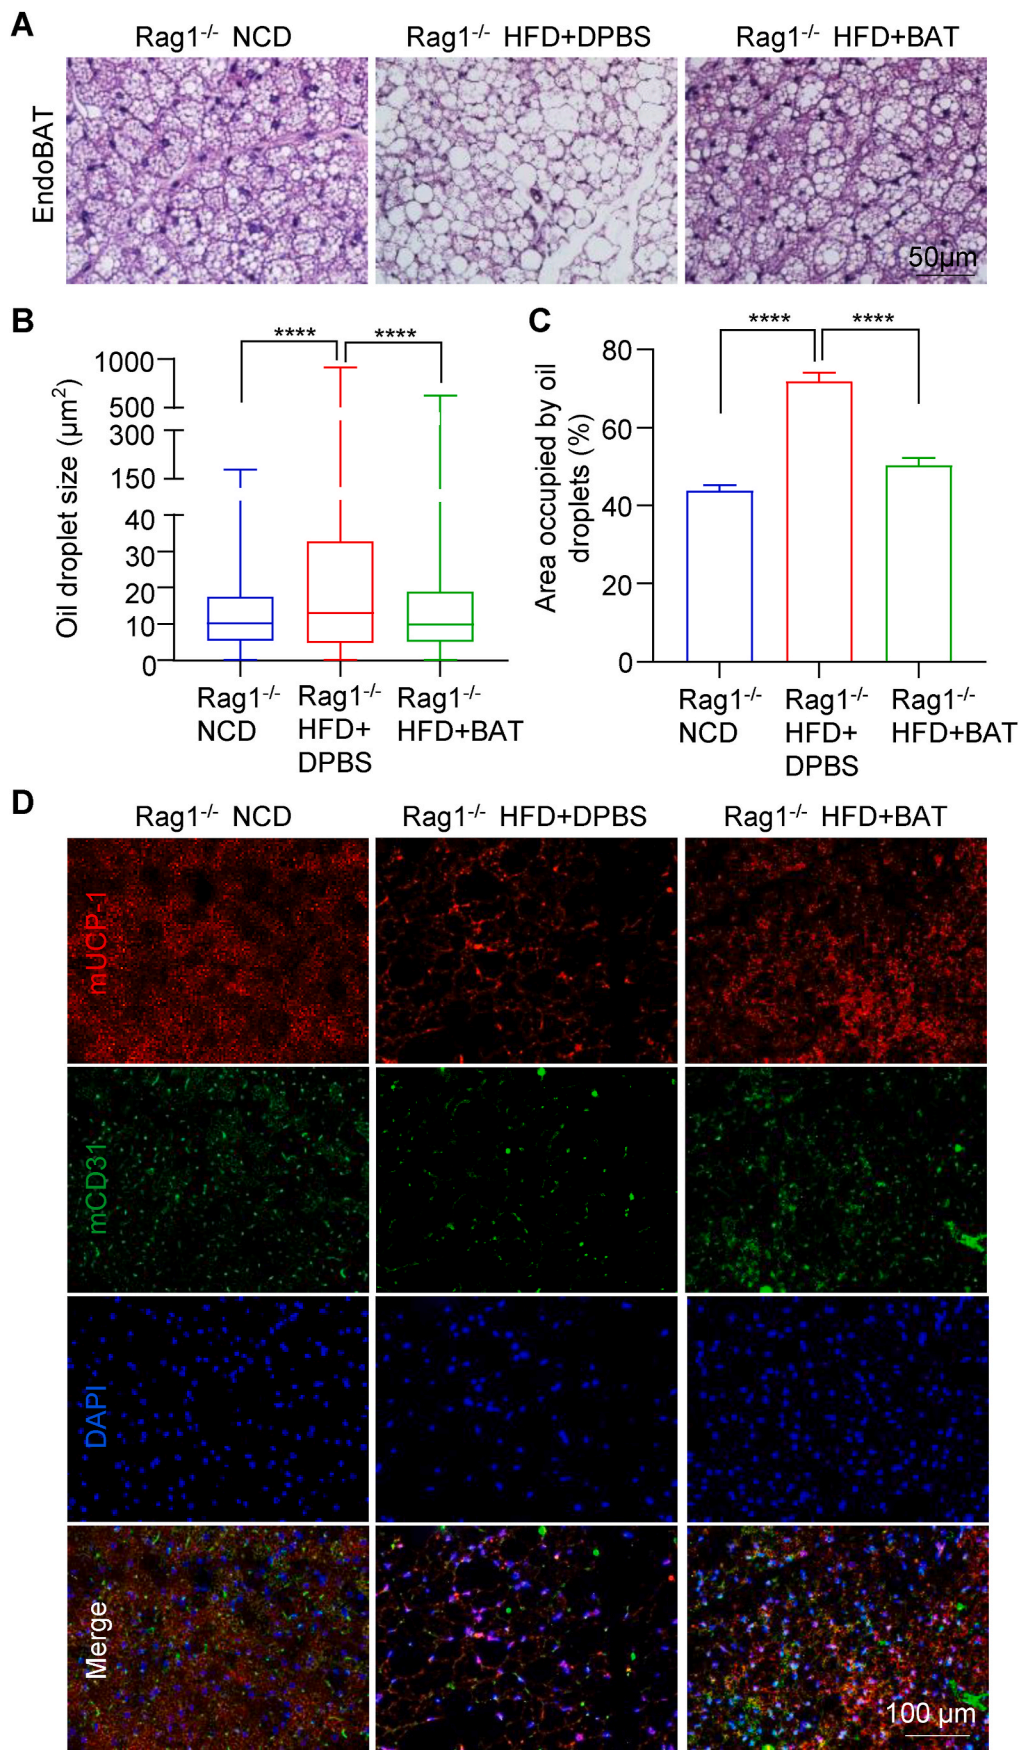 A
Rag1-/- NCD
Rag1-/- HFD+DPBS
Rag1-/- HFD+BAT
EndoBAT
50μm
B
Oil droplet size (μm2)
1000
500
300
150
40
30
20
10
0
****
****
Rag1-/-
NCD
Rag1-/-
HFD+
DPBS
Rag1-/-
HFD+BAT
C
Area occupied by oil
droplets (%)
80
60
40
20
0
****
****
Rag1-/-
NCD
Rag1-/-
HFD+
DPBS
Rag1-/-
HFD+BAT
D
Rag1-/- NCD
Rag1-/- HFD+DPBS
Rag1-/- HFD+BAT
mUCP-1
mCD31
DAPI
Merge
100 μm